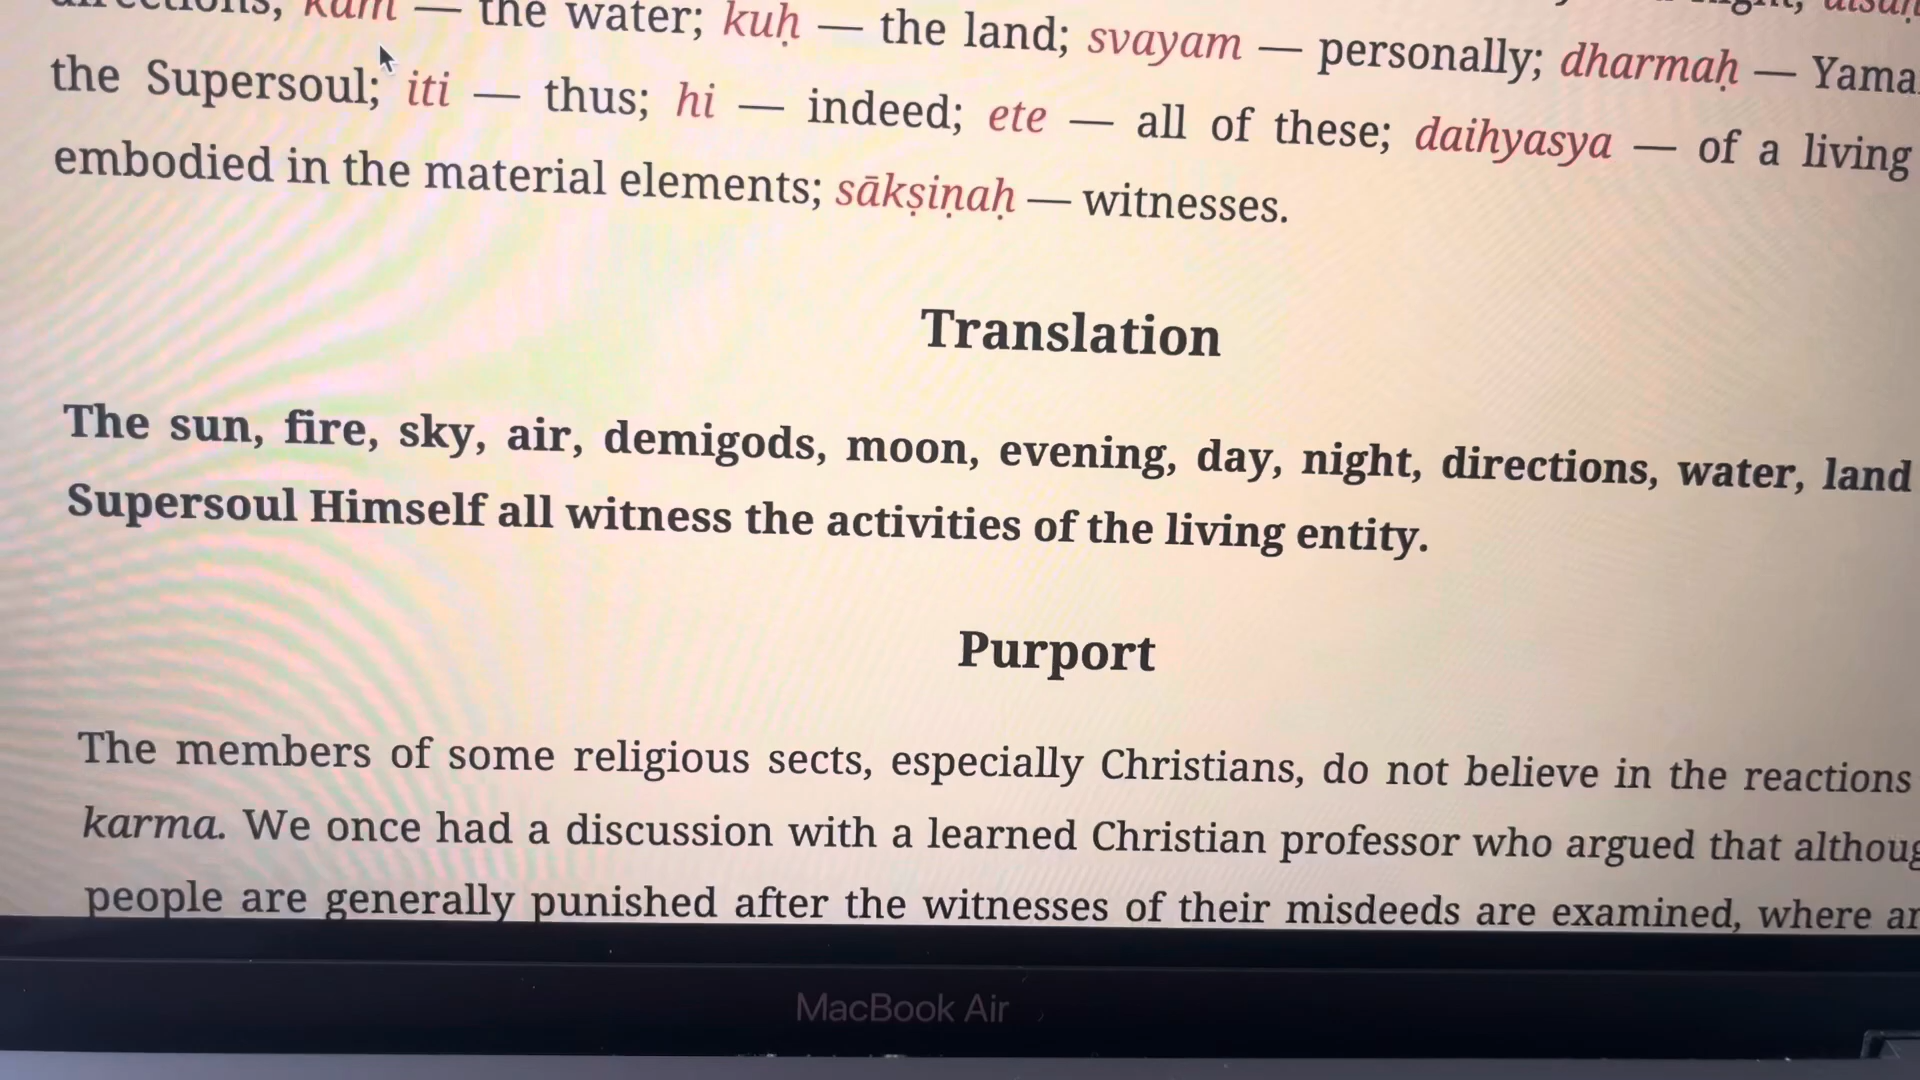 kam — the water; kuḥ — the land; svayam — personally; dharmaḥ — Yama
the Supersoul; iti — thus; hi — indeed; ete — all of these; daihyasya — of a living
embodied in the material elements; sākṣiṇaḥ — witnesses.
Translation
The sun, fire, sky, air, demigods, moon, evening, day, night, directions, water, land
Supersoul Himself all witness the activities of the living entity.
Purport
The members of some religious sects, especially Christians, do not believe in the reactions
karma. We once had a discussion with a learned Christian professor who argued that althoug
people are generally punished after the witnesses of their misdeeds are examined, where ar
MacBook Air